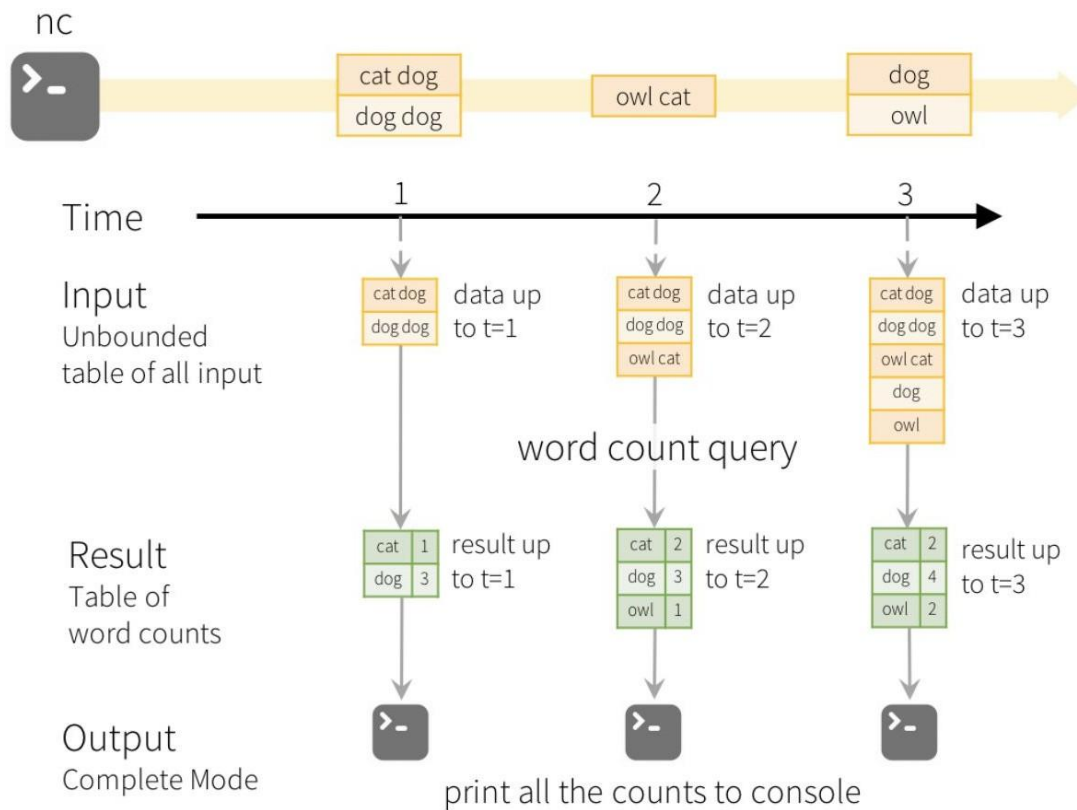 nc
cat dog
dog dog
owl cat
dog
owl
Time
1
2
3
Input
Unbounded
table of all input
cat dog
dog dog
data up
to t=1
cat dog
dog dog
owl cat
data up
to t=2
cat dog
dog dog
owl cat
dog
owl
data up
to t=3
word count query
Result
Table of
word counts
cat 1
dog 3
result up
to t=1
cat 2
dog 3
owl 1
result up
to t=2
cat 2
dog 4
owl 2
result up
to t=3
Output
Complete Mode
print all the counts to console